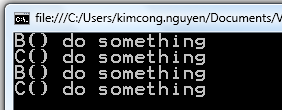 file:///C:/Users/kimcong.nguyen/Documents/V
B() do something
C() do something
B() do something
C() do something